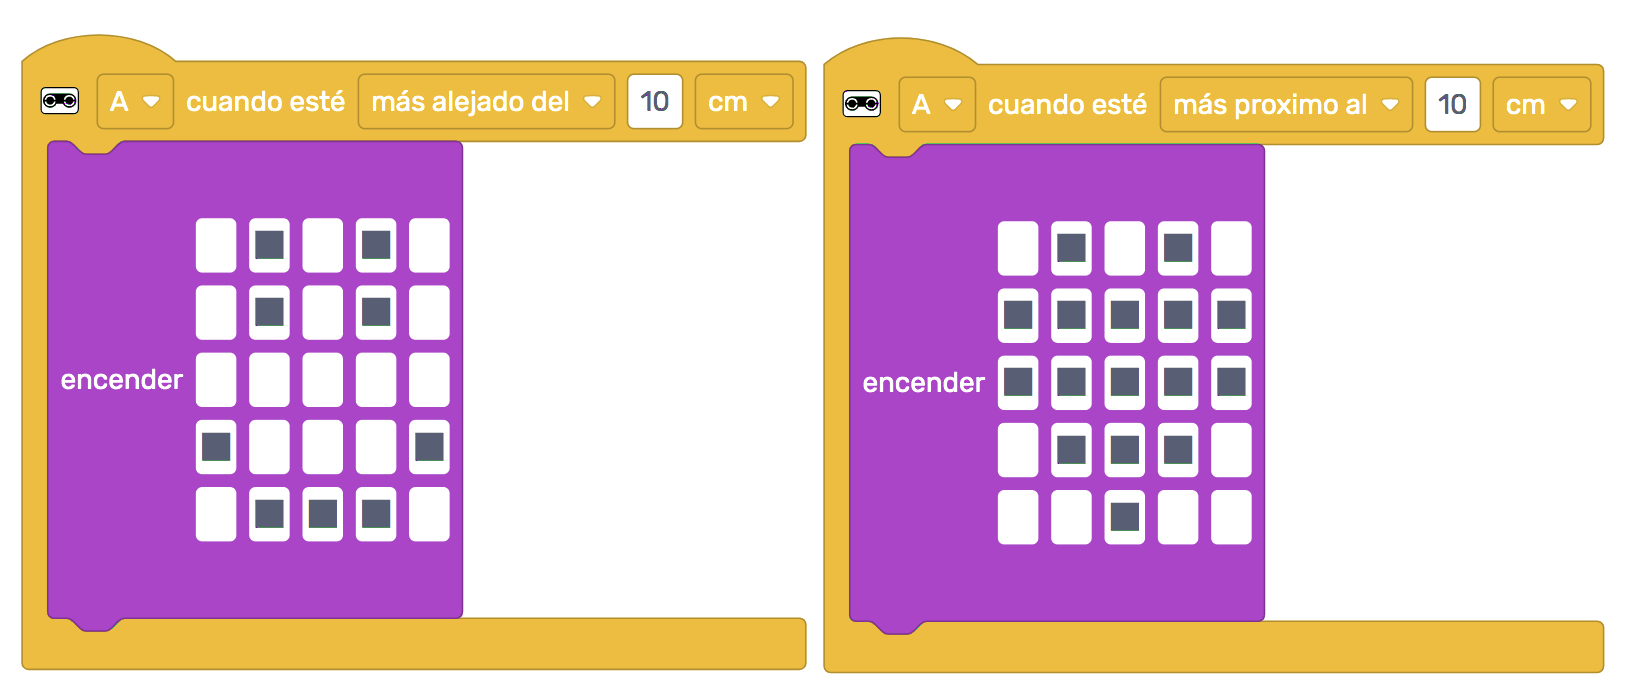 A cuando esté más alejado del 10 cm
encender
A cuando esté más proximo al 10 cm
encender